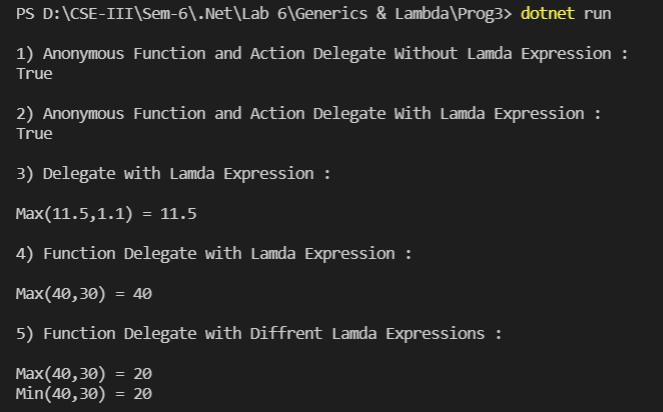 PS D:\CSE-III\Sem-6\.Net\Lab 6\Generics & Lambda\Prog3> dotnet run
1) Anonymous Function and Action Delegate Without Lamda Expression :
True
2) Anonymous Function and Action Delegate With Lamda Expression :
True
3) Delegate with Lamda Expression :
Max(11.5,1.1) = 11.5
4) Function Delegate with Lamda Expression :
Max(40,30) = 40
5) Function Delegate with Diffrent Lamda Expressions :
Max(40,30) = 20
Min(40,30) = 20